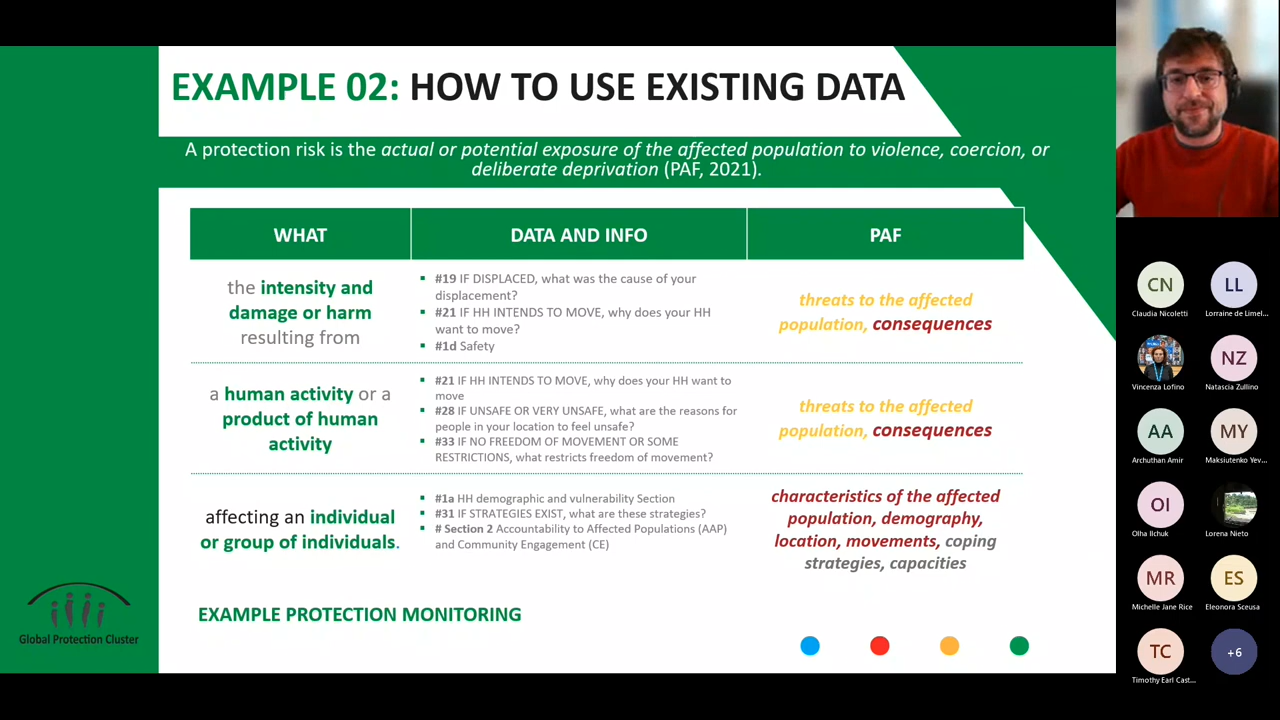 EXAMPLE 02: HOW TO USE EXISTING DATA
A protection risk is the actual or potential exposure of the affected population to violence, coercion, or
deliberate deprivation (PAF, 2021).
WHAT
DATA AND INFO
PAF
the intensity and
damage or harm
resulting from
▪ #19 IF DISPLACED, what was the cause of your
displacement?
▪ #21 IF HH INTENDS TO MOVE, why does your HH
want to move?
▪ #1d Safety
threats to the affected
population, consequences
a human activity or a
product of human
activity
▪ #21 IF HH INTENDS TO MOVE, why does your HH want to
move
▪ #28 IF UNSAFE OR VERY UNSAFE, what are the reasons for
people in your location to feel unsafe?
▪ #33 IF NO FREEDOM OF MOVEMENT OR SOME
RESTRICTIONS, what restricts freedom of movement?
threats to the affected
population, consequences
affecting an individual
or group of individuals.
▪ #1a HH demographic and vulnerability Section
▪ #31 IF STRATEGIES EXIST, what are these strategies?
▪ # Section 2 Accountability to Affected Populations (AAP)
and Community Engagement (CE)
characteristics of the affected
population, demography,
location, movements, coping
strategies, capacities
EXAMPLE PROTECTION MONITORING
Global Protection Cluster
CN
Claudia Nicoletti
LL
Lorraine de Limel...
Vincenza Lofino
NZ
Natascia Zullino
AA
Archuthan Amir
MY
Maksiutenko Yev...
OI
Olha Ilchuk
Lorena Nieto
MR
Michelle Jane Rice
ES
Eleonora Sceusa
TC
Timothy Earl Cast...
+6